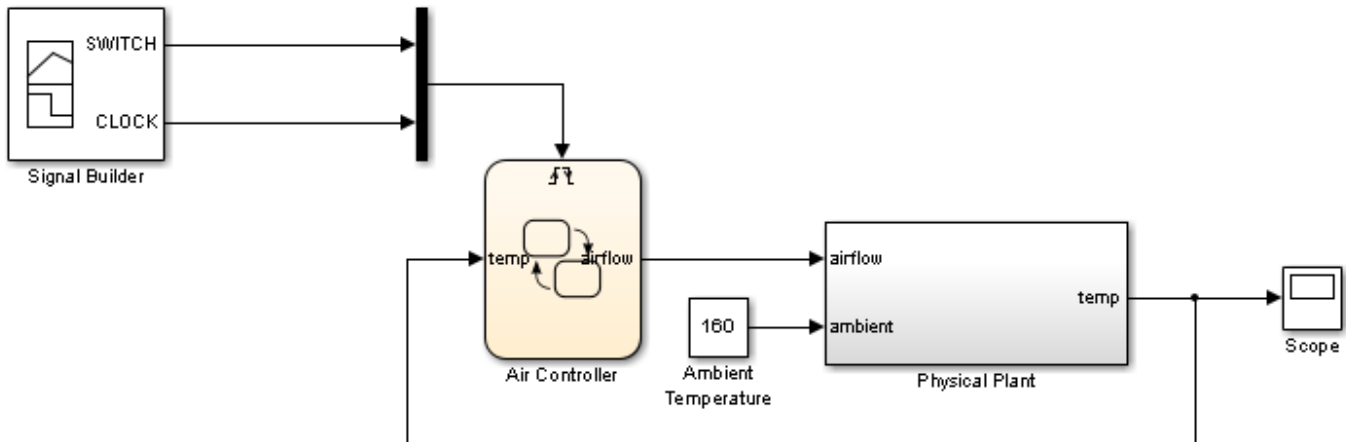 SWITCH
CLOCK
Signal Builder
temp
airflow
Air Controller
160
Ambient
Temperature
airflow
ambient
temp
Physical Plant
Scope